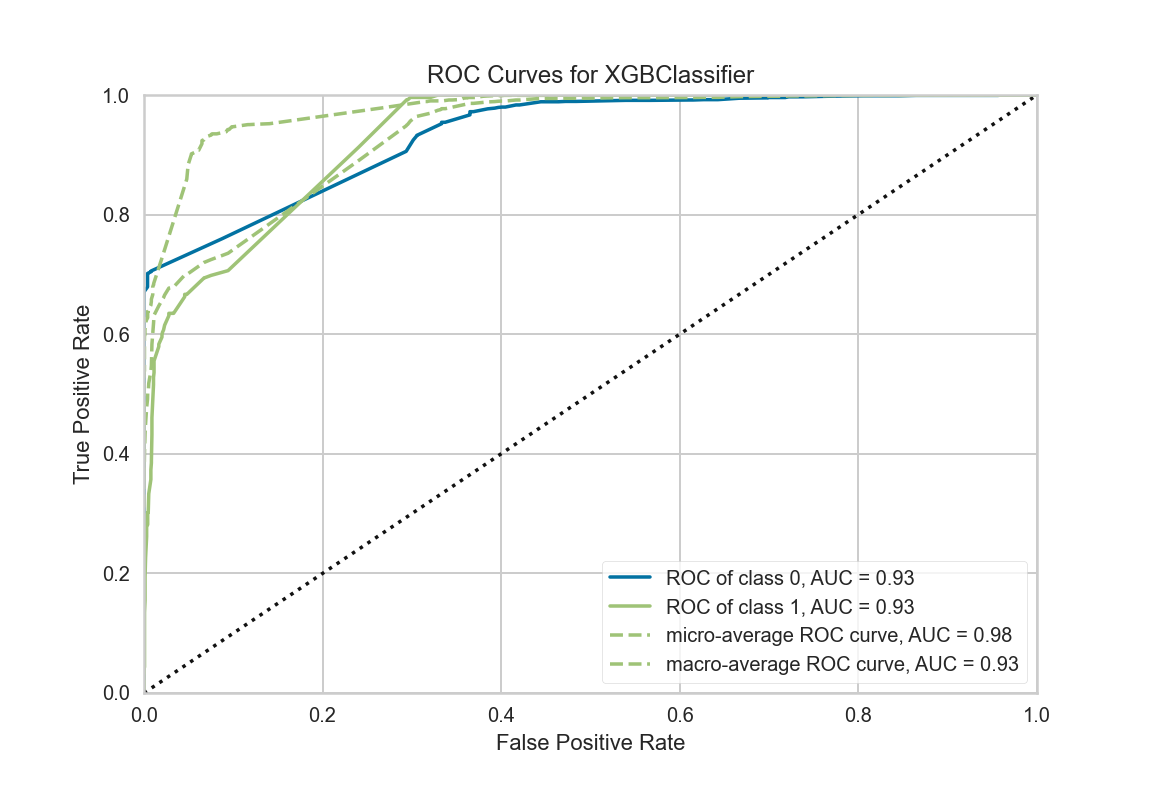 ROC Curves for XGBClassifier
1.0
0.8
0.6
0.4
0.2
0.0
True Positive Rate
ROC of class 0, AUC = 0.93
ROC of class 1, AUC = 0.93
micro-average ROC curve, AUC = 0.98
macro-average ROC curve, AUC = 0.93
0.0 0.2 0.4 0.6 0.8 1.0
False Positive Rate